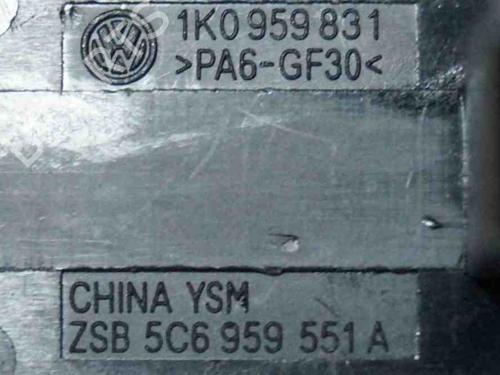 1K0 959 831
>PA6-GF30<
CHINA YSM
ZSB 5C6 959 551 A